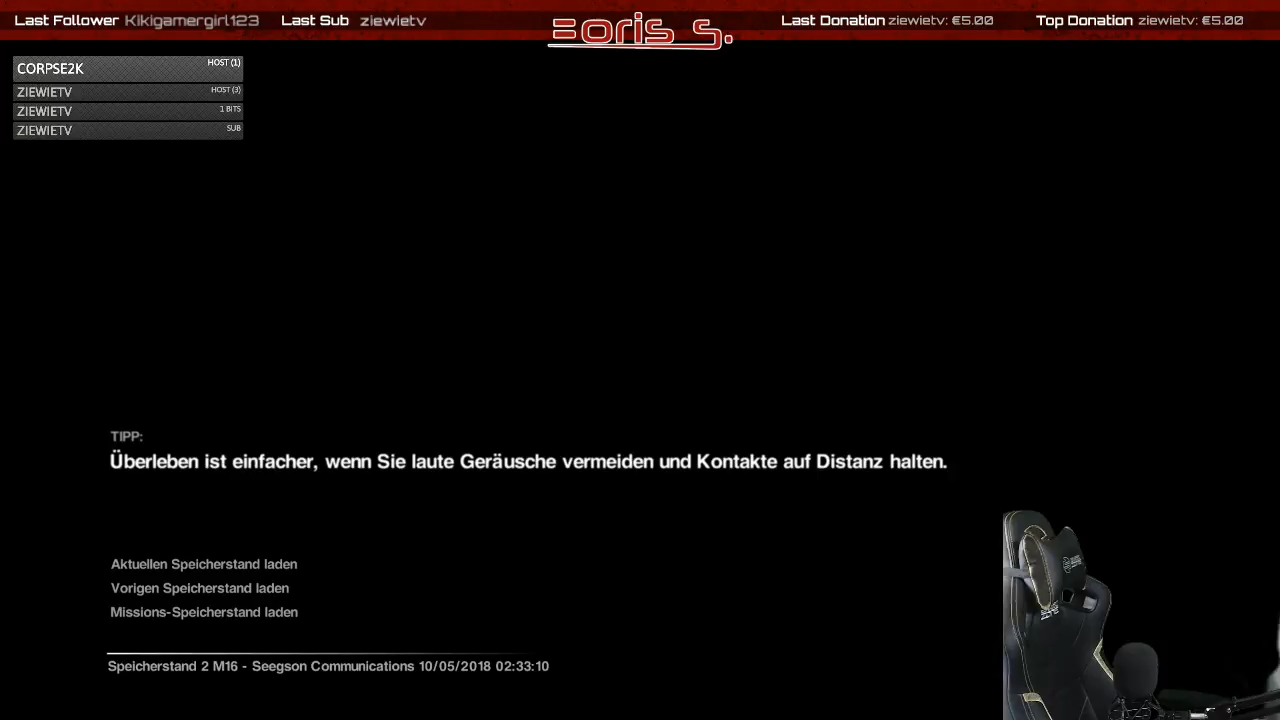 Last Follower Kikigamergirl123 Last Sub ziewietv Boris S. Last Donation ziewietv: €5.00 Top Donation ziewietv: €5.00
CORPSE2K HOST (1)
ZIEWIETV HOST (3)
ZIEWIETV 1 BITS
ZIEWIETV SUB
TIPP:
Überleben ist einfacher, wenn Sie laute Geräusche vermeiden und Kontakte auf Distanz halten.
Aktuellen Speicherstand laden
Vorigen Speicherstand laden
Missions-Speicherstand laden
Speicherstand 2 M16 - Seegson Communications 10/05/2018 02:33:10